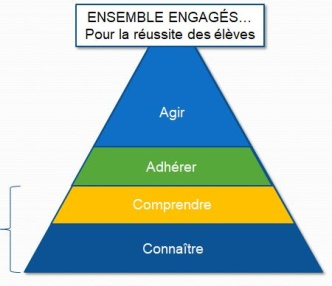 ENSEMBLE ENGAGÉS...
Pour la réussite des élèves
Agir
Adhérer
Comprendre
Connaître